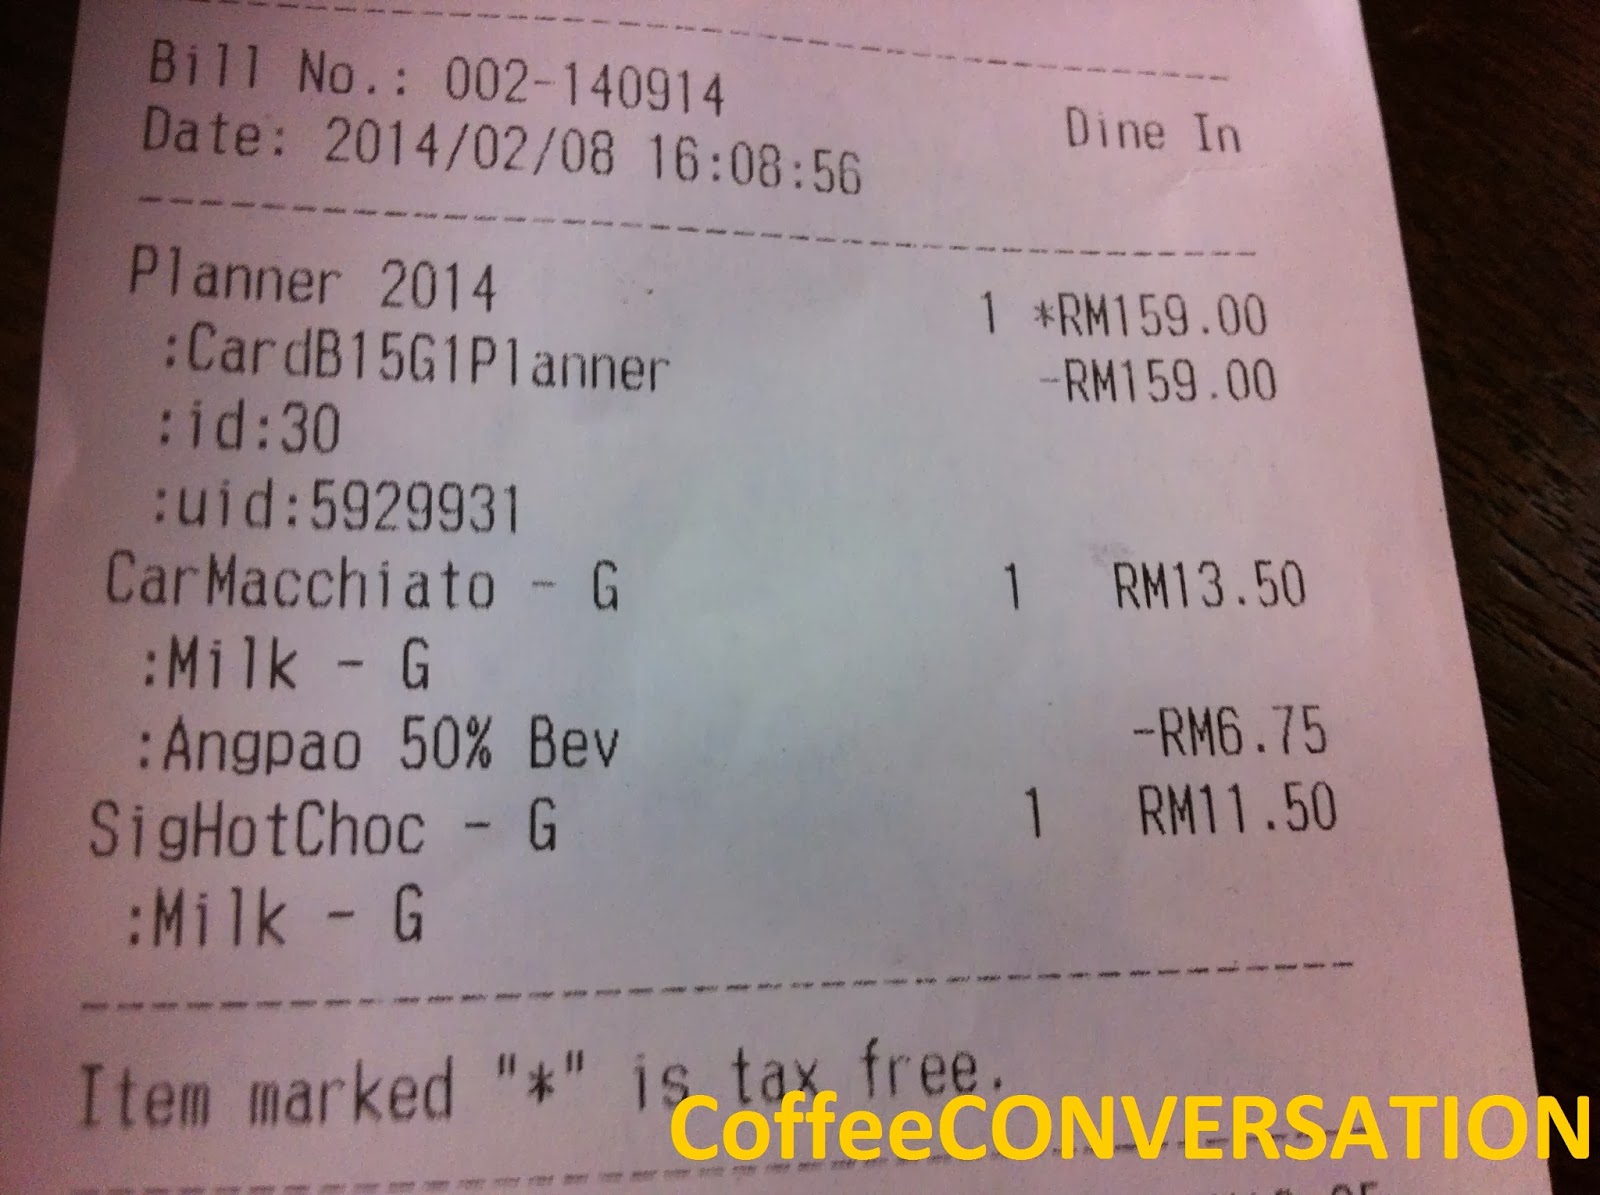 Bill No.: 002-140914
Date: 2014/02/08 16:08:56 Dine In
Planner 2014 1 *RM159.00
:CardB15G1Planner -RM159.00
:id:30
:uid:5929931
CarMacchiato - G 1 RM13.50
:Milk - G
:Angpao 50% Bev -RM6.75
SigHotChoc - G 1 RM11.50
:Milk - G
Item marked "*" is tax free.
CoffeeCONVERSATION